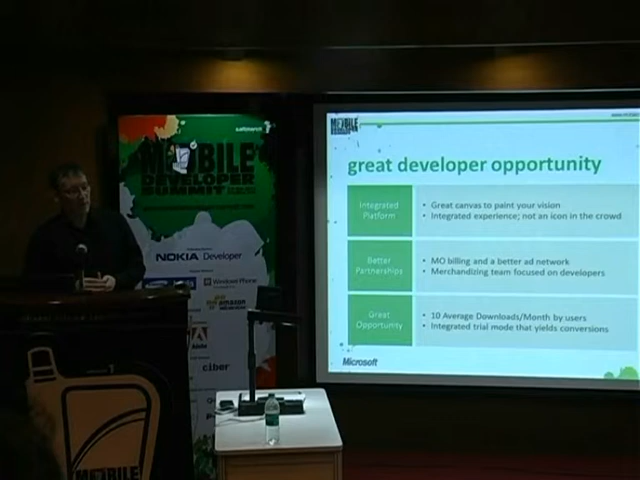 MOBILE
DEVELOPER
SUMMIT
NOKIA Developer
Windows Phone
amazon
Adobe
ciber
MOBILE
great developer opportunity
Integrated
Platform
• Great canvas to paint your vision
• Integrated experience; not an icon in the crowd
Better
Partnerships
• MO billing and a better ad network
• Merchandizing team focused on developers
Great
Opportunity
• 10 Average Downloads/Month by users
• Integrated trial mode that yields conversions
Microsoft
MOBILE